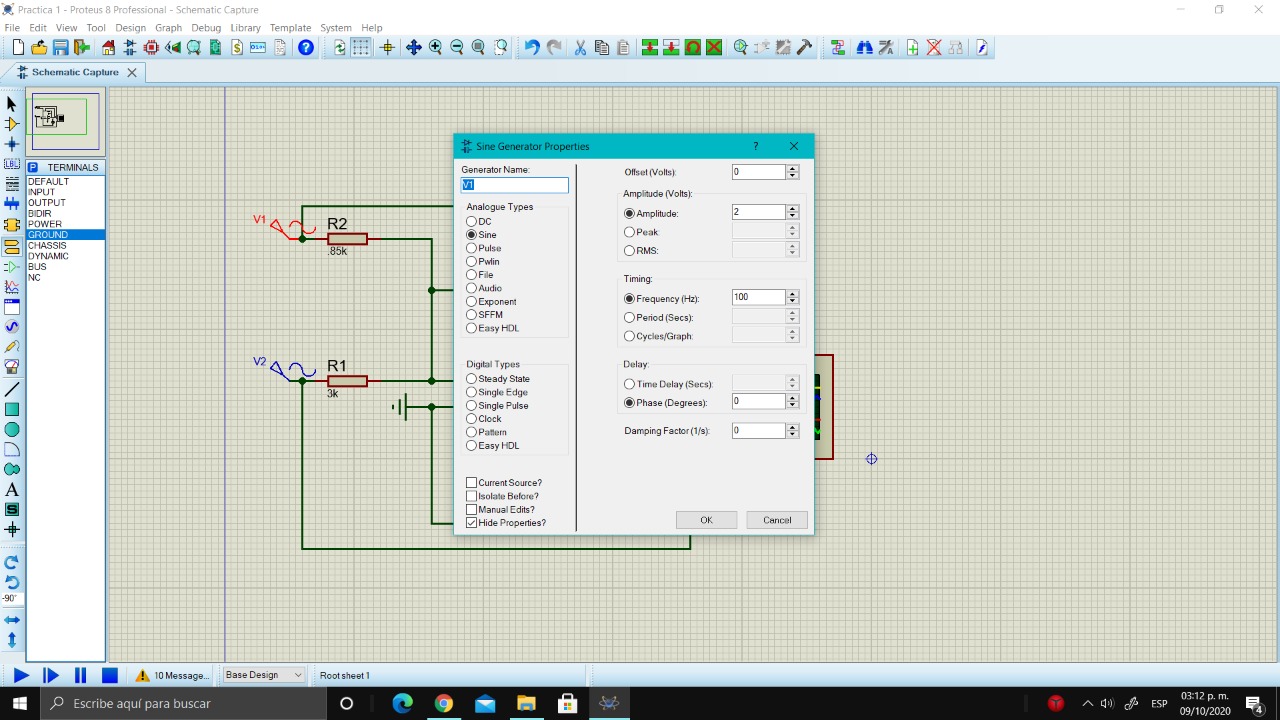 Practica 1 - Proteus 8 Professional - Schematic Capture
File Edit View Tool Design Graph Debug Library Template System Help
Schematic Capture
P TERMINALS
DEFAULT
INPUT
OUTPUT
BIDIR
POWER
GROUND
CHASSIS
DYNAMIC
BUS
NC
-90°
V1
R2
.85k
V2
R1
3k
Sine Generator Properties
Generator Name:
V1
Analogue Types
DC
Sine
Pulse
Pwlin
File
Audio
Exponent
SFFM
Easy HDL
Digital Types
Steady State
Single Edge
Single Pulse
Clock
Pattern
Easy HDL
Current Source?
Isolate Before?
Manual Edits?
Hide Properties?
Offset (Volts): 0
Amplitude (Volts):
Amplitude: 2
Peak:
RMS:
Timing:
Frequency (Hz): 100
Period (Secs):
Cycles/Graph:
Delay:
Time Delay (Secs):
Phase (Degrees): 0
Damping Factor (1/s): 0
OK Cancel
10 Message... Base Design Root sheet 1
Escribe aquí para buscar
ESP
03:12 p. m.
09/10/2020
4